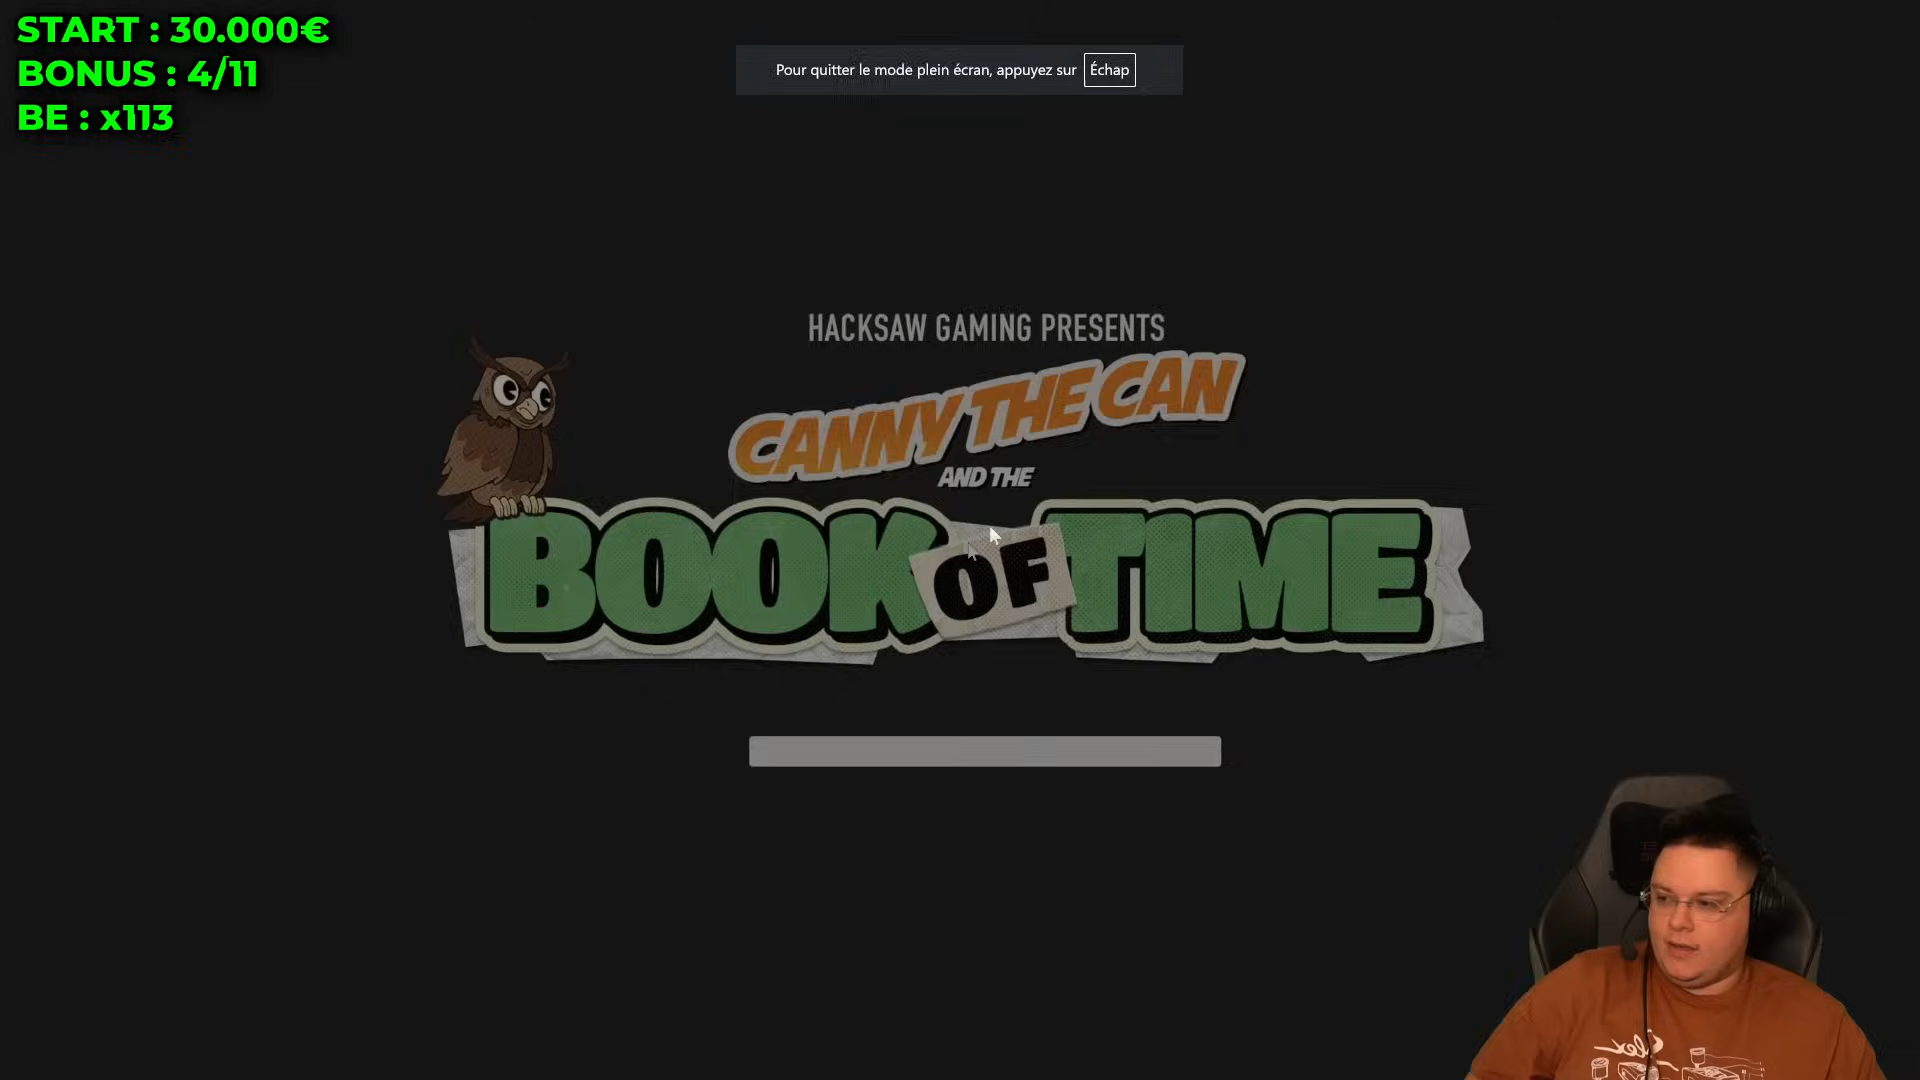 START : 30.000€
BONUS : 4/11
BE : x113
Pour quitter le mode plein écran, appuyez sur Échap
HACKSAW GAMING PRESENTS
CANNY THE CAN
AND THE
BOOK OF TIME